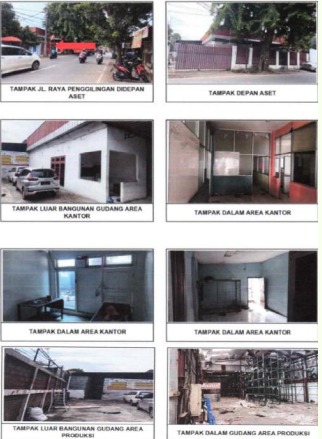 TAMPAK JL. RAYA PENGGILINGAN DIDEPAN
ASET
TAMPAK DEPAN ASET
TAMPAK LUAR BANGUNAN GUDANG AREA
KANTOR
TAMPAK DALAM AREA KANTOR
TAMPAK DALAM AREA KANTOR
TAMPAK DALAM AREA KANTOR
TAMPAK LUAR BANGUNAN GUDANG AREA
PRODUKSI
TAMPAK DALAM GUDANG AREA PRODUKSI